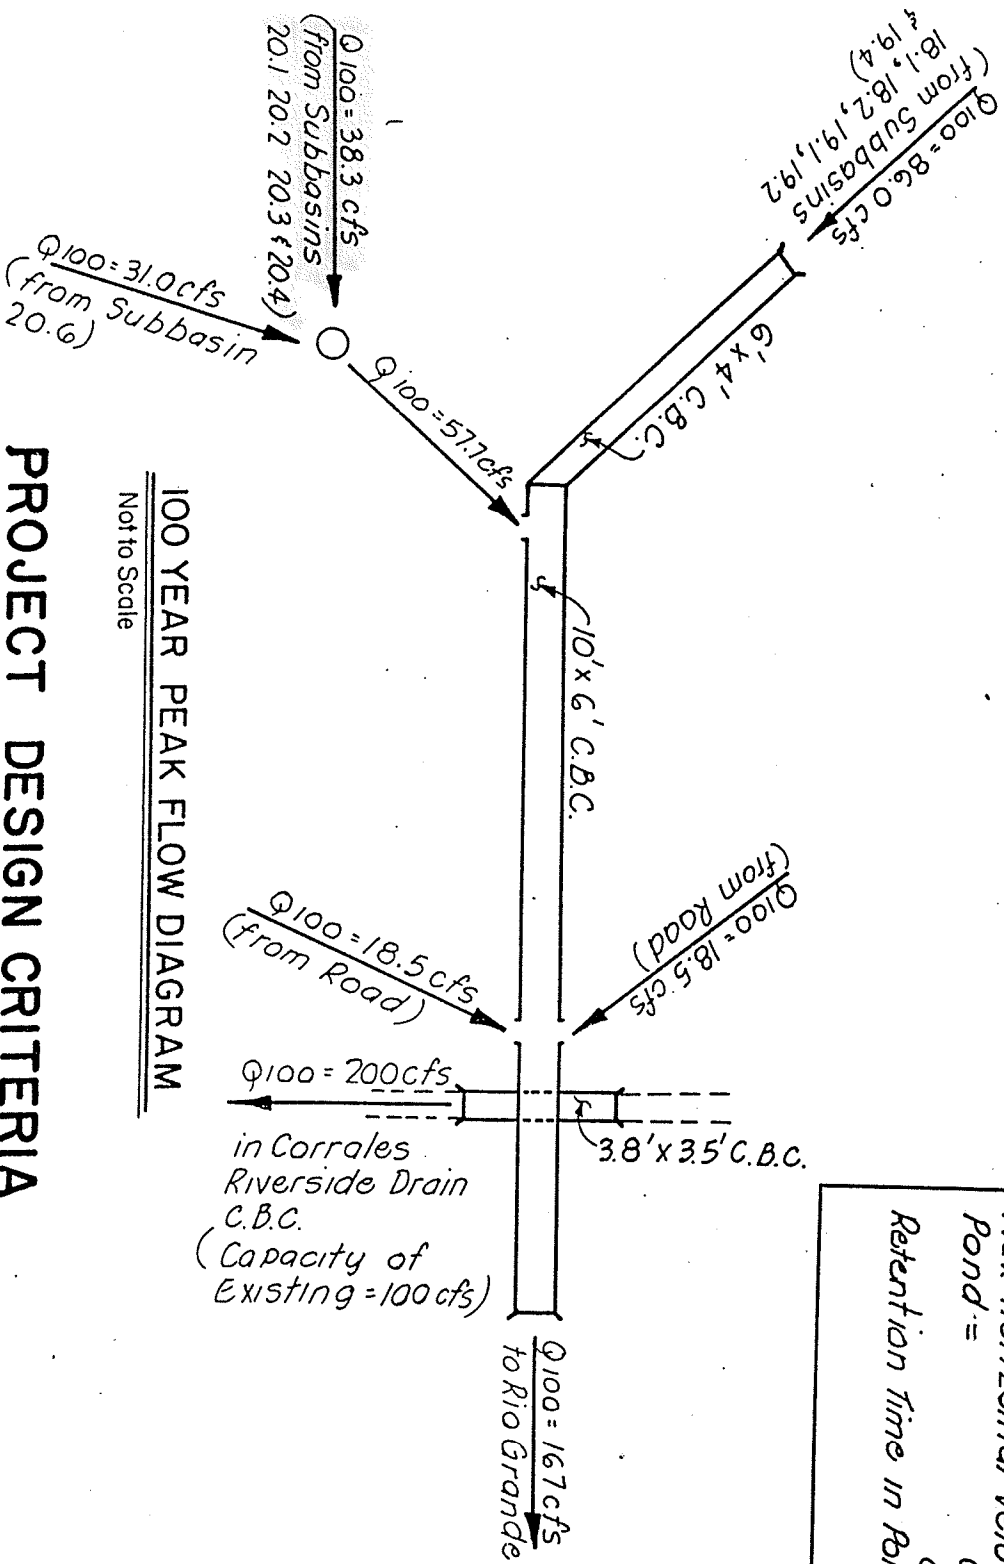 Q100 = 86.0 cfs
(from Subbasins
18.1, 18.2, 19.1, 19.2
& 19.4)
6' x 4' C.B.C.
Q100 = 38.3 cfs
(from Subbasins
20.1 20.2 20.3 & 20.4)
Q100 = 31.0 cfs
(from Subbasin
20.6)
Q100 = 57.7 cfs
10' x 6' C.B.C.
Q100 = 18.5 cfs
(from Road)
Q100 = 18.5 cfs
(from Road)
Q100 = 200 cfs
in Corrales
Riverside Drain
C.B.C.
(Capacity of
Existing = 100 cfs)
3.8' x 3.5' C.B.C.
Q100 = 167 cfs
to Rio Grande
100 YEAR PEAK FLOW DIAGRAM
Not to Scale
PROJECT DESIGN CRITERIA
Pond =
Retention Time in